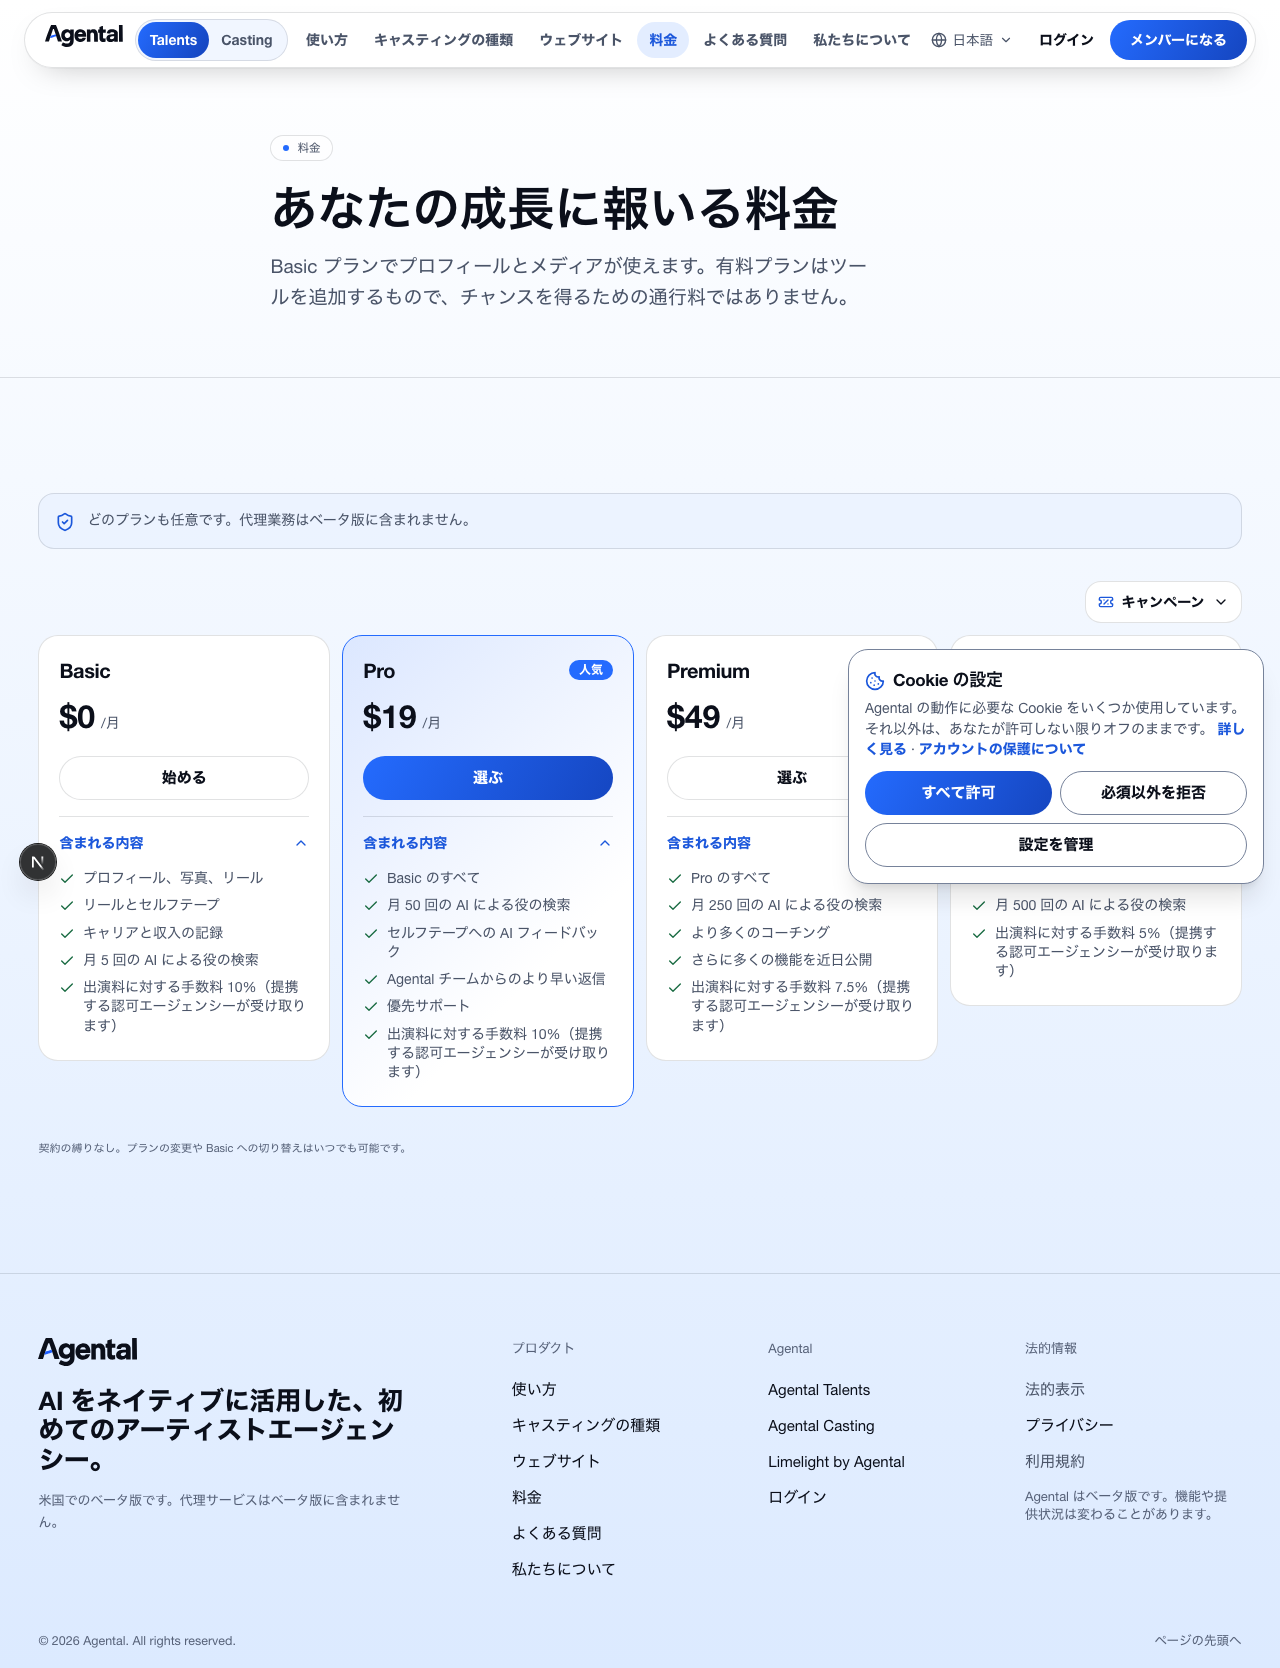 Agental
Talents
Casting
使い方
キャスティングの種類
ウェブサイト
料金
よくある質問
私たちについて
日本語
ログイン
メンバーになる
料金
あなたの成長に報いる料金
Basic プランでプロフィールとメディアが使えます。有料プランはツー
ルを追加するもので、チャンスを得るための通行料ではありません。
どのプランも任意です。代理業務はベータ版に含まれません。
キャンペーン
Basic
$0 /月
始める
含まれる内容
プロフィール、写真、リール
リールとセルフテープ
キャリアと収入の記録
月 5 回の AI による役の検索
出演料に対する手数料 10%（提携
する認可エージェンシーが受け取り
ます）
Pro
人気
$19 /月
選ぶ
含まれる内容
Basic のすべて
月 50 回の AI による役の検索
セルフテープへの AI フィードバッ
ク
Agental チームからのより早い返信
優先サポート
出演料に対する手数料 10%（提携
する認可エージェンシーが受け取り
ます）
Premium
$49 /月
選ぶ
含まれる内容
Pro のすべて
月 250 回の AI による役の検索
より多くのコーチング
さらに多くの機能を近日公開
出演料に対する手数料 7.5%（提携
する認可エージェンシーが受け取り
ます）
Cookie の設定
Agental の動作に必要な Cookie をいくつか使用しています。
それ以外は、あなたが許可しない限りオフのままです。 詳し
く見る · アカウントの保護について
すべて許可
必須以外を拒否
設定を管理
月 500 回の AI による役の検索
出演料に対する手数料 5%（提携す
る認可エージェンシーが受け取りま
す）
N
契約の縛りなし。プランの変更や Basic への切り替えはいつでも可能です。
Agental
AI をネイティブに活用した、初
めてのアーティストエージェン
シー。
米国でのベータ版です。代理サービスはベータ版に含まれませ
ん。
プロダクト
使い方
キャスティングの種類
ウェブサイト
料金
よくある質問
私たちについて
Agental
Agental Talents
Agental Casting
Limelight by Agental
ログイン
法的情報
法的表示
プライバシー
利用規約
Agental はベータ版です。機能や提
供状況は変わることがあります。
© 2026 Agental. All rights reserved.
ページの先頭へ